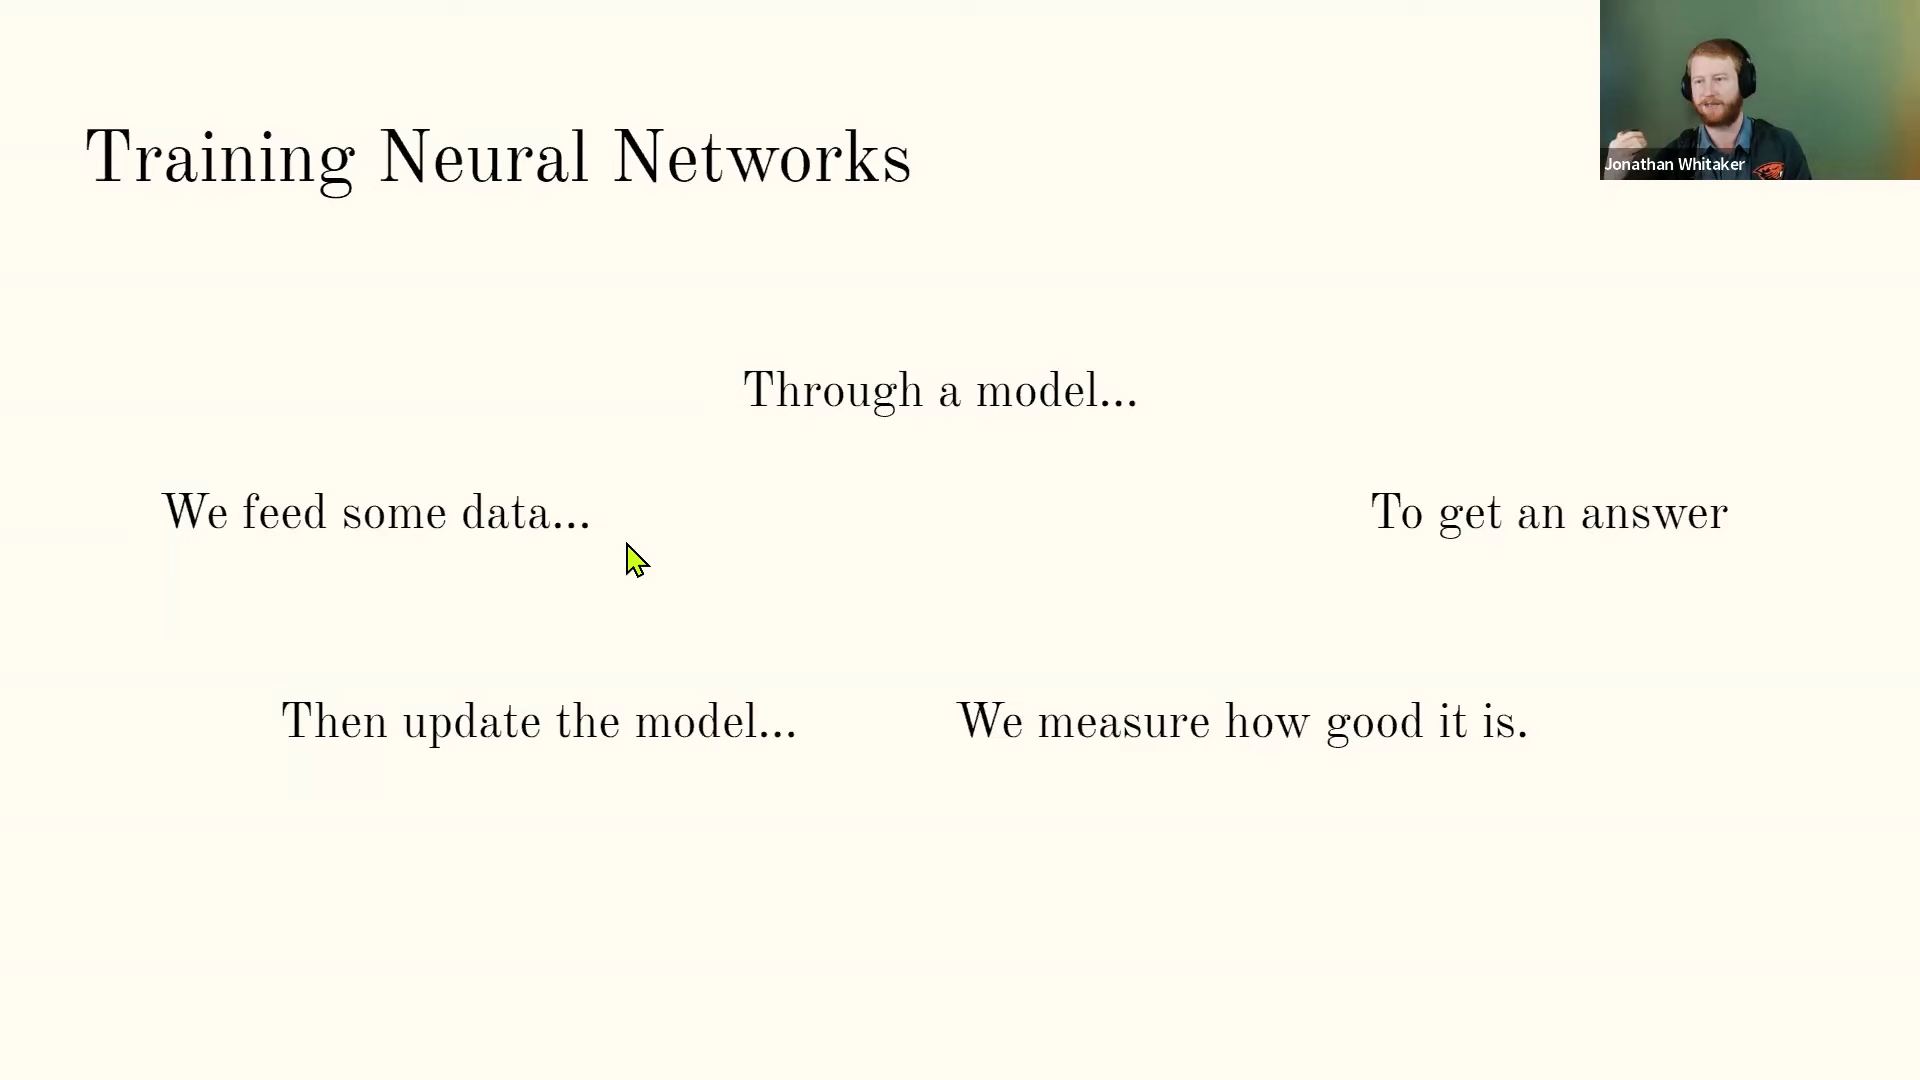 Training Neural Networks
Jonathan Whitaker
Through a model...
We feed some data...
To get an answer
Then update the model...
We measure how good it is.